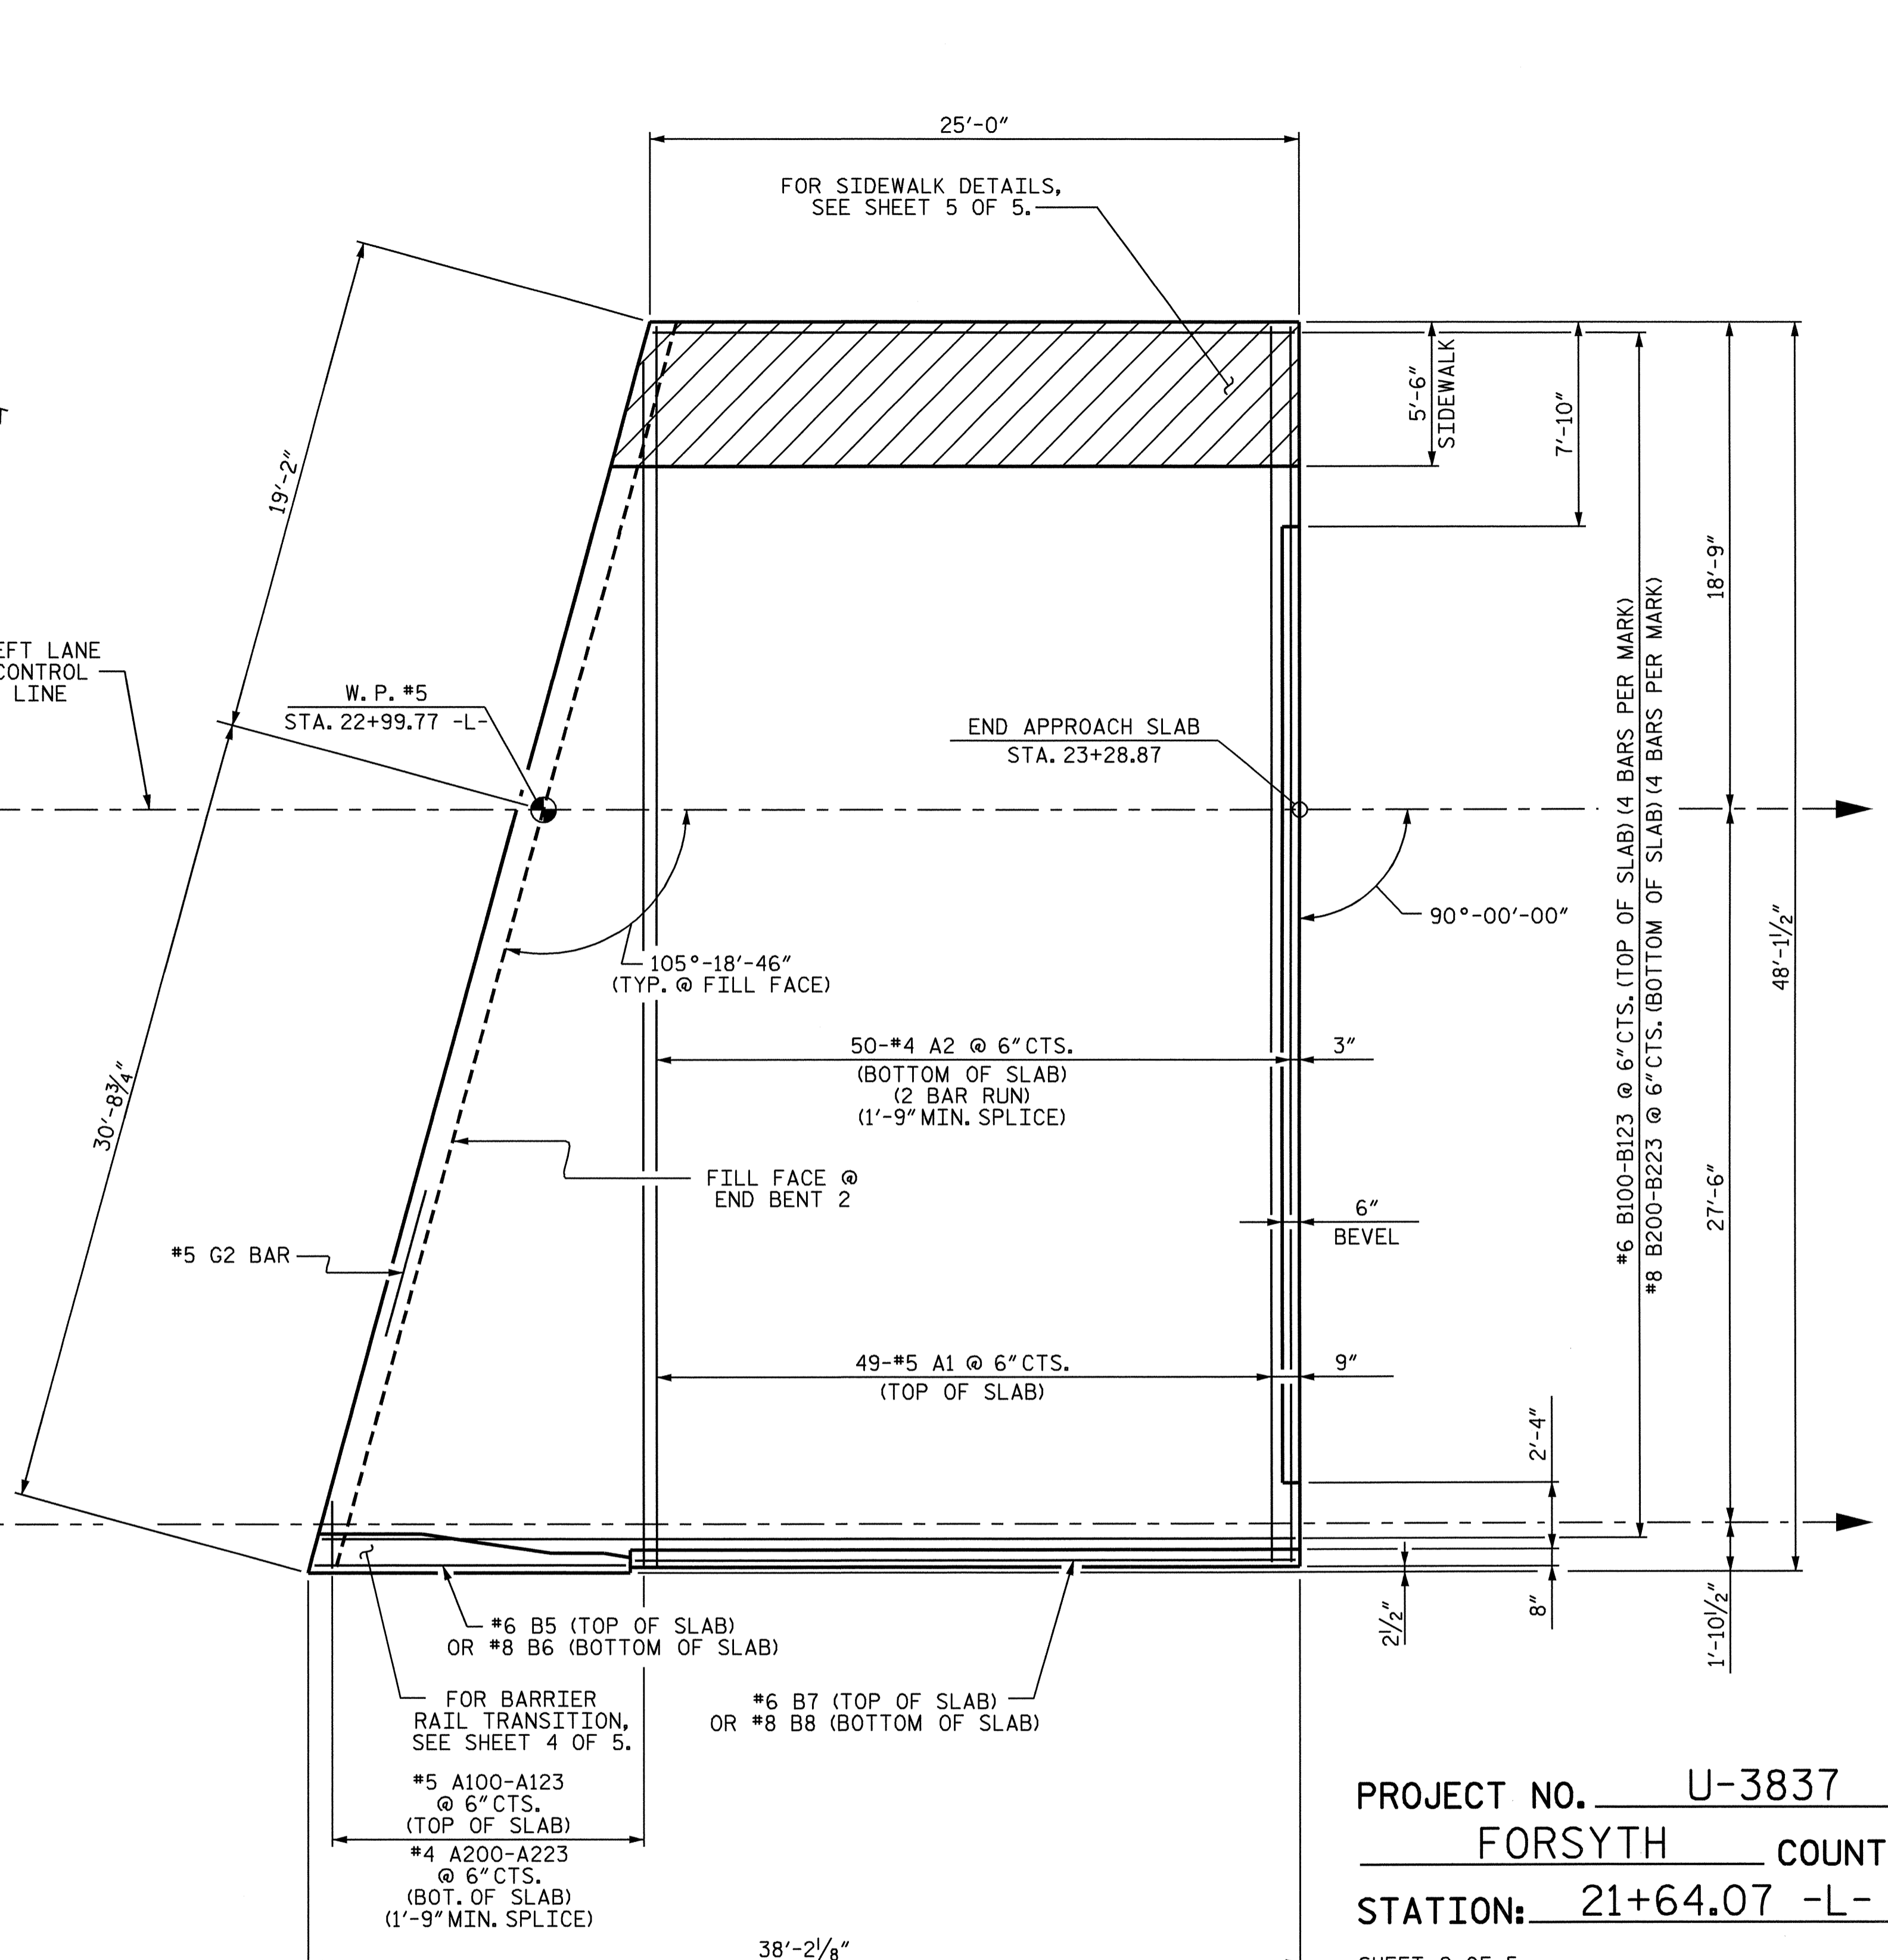 25'-0"
FOR SIDEWALK DETAILS,
SEE SHEET 5 OF 5.
19'-2"
5'-6"
SIDEWALK
7'-10"
18'-9"
LINE
W.P. #5
STA. 22+99.77 -L-
END APPROACH SLAB
STA. 23+28.87
#6 B100-B123 @ 6"CTS. (TOP OF SLAB) (4 BARS PER MARK)
#8 B200-B223 @ 6"CTS. (BOTTOM OF SLAB) (4 BARS PER MARK)
EFT LANE
CONTROL
90°-00'-00"
48'-1½"
105°-18'-46"
(TYP. @ FILL FACE)
30'-8¾"
50-#4 A2 @ 6"CTS.
(BOTTOM OF SLAB)
(2 BAR RUN)
(1'-9"MIN. SPLICE)
3"
FILL FACE @
END BENT 2
27'-6"
6"
BEVEL
#5 G2 BAR
49-#5 A1 @ 6"CTS.
(TOP OF SLAB)
9"
2'-4"
2½"
8"
1'-10½"
#6 B5 (TOP OF SLAB)
OR #8 B6 (BOTTOM OF SLAB)
#6 B7 (TOP OF SLAB)
OR #8 B8 (BOTTOM OF SLAB)
FOR BARRIER
RAIL TRANSITION,
SEE SHEET 4 OF 5.
#5 A100-A123
@ 6"CTS.
(TOP OF SLAB)
#4 A200-A223
@ 6"CTS.
(BOT. OF SLAB)
(1'-9"MIN. SPLICE)
38'-2⅛"
PROJECT NO. U-3837
FORSYTH COUNT
STATION: 21+64.07 -L-